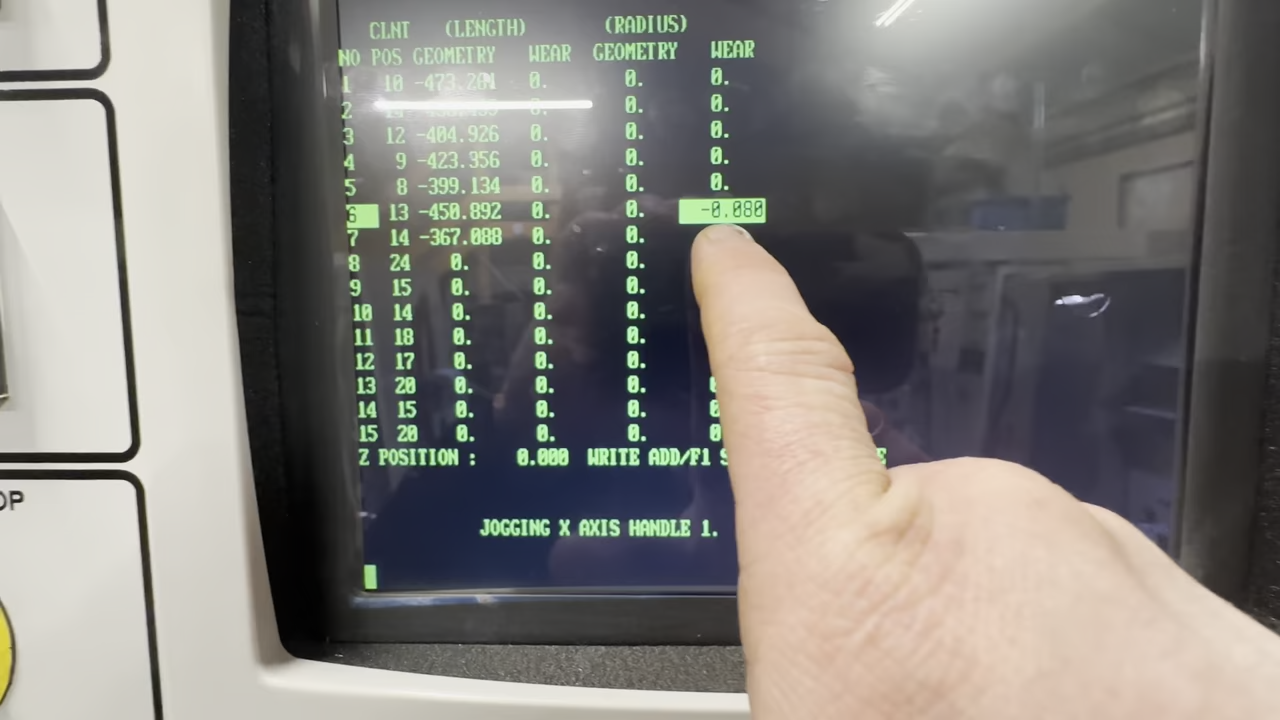 CLNT (LENGTH) (RADIUS)
NO POS GEOMETRY WEAR GEOMETRY WEAR
1 10 -473.201 0. 0. 0.
2 0. 0. 0.
3 12 -404.926 0. 0. 0.
4 9 -423.356 0. 0. 0.
5 8 -399.134 0. 0. 0.
6 13 -450.892 0. 0. -0.080
7 14 -367.088 0. 0.
8 24 0. 0. 0.
9 15 0. 0. 0.
10 14 0. 0. 0.
11 18 0. 0. 0.
12 17 0. 0. 0.
13 20 0. 0. 0.
14 15 0. 0. 0.
15 20 0. 0. 0.
Z POSITION : 0.000 WRITE ADD/F1
JOGGING X AXIS HANDLE 1.
OP